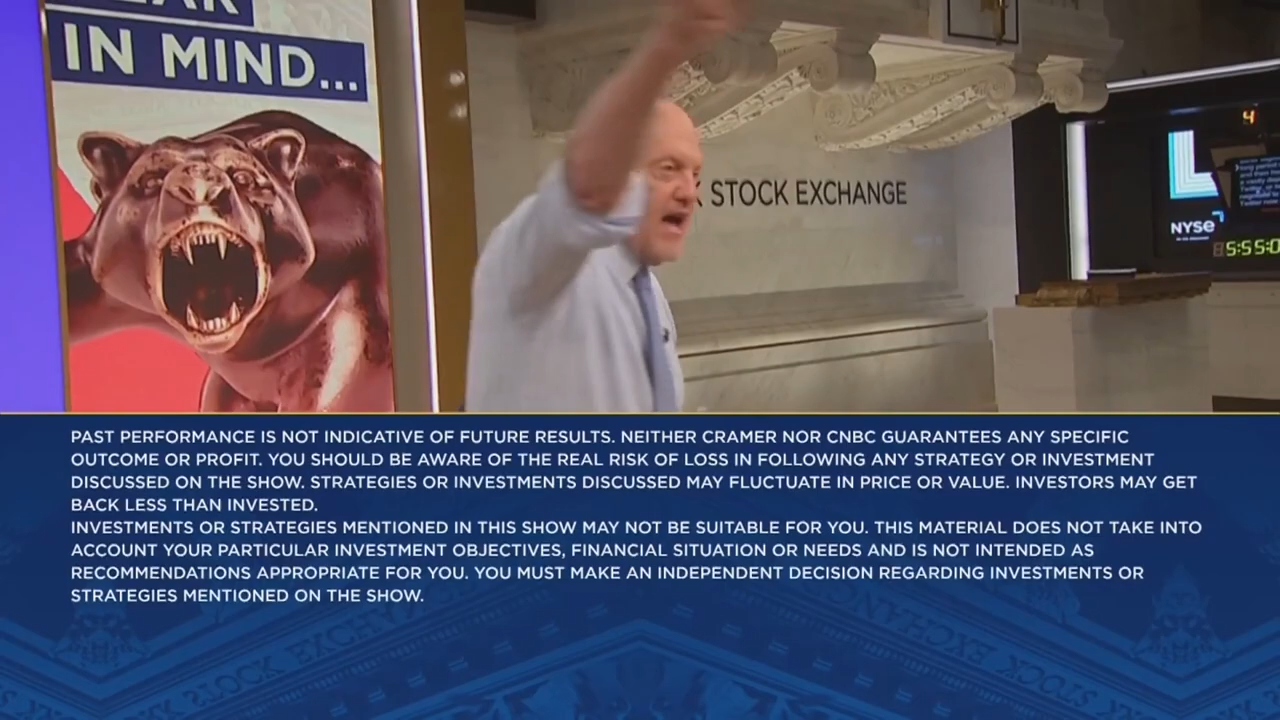 IN MIND...
STOCK EXCHANGE
4
NYSE
5:55:0
PAST PERFORMANCE IS NOT INDICATIVE OF FUTURE RESULTS. NEITHER CRAMER NOR CNBC GUARANTEES ANY SPECIFIC
OUTCOME OR PROFIT. YOU SHOULD BE AWARE OF THE REAL RISK OF LOSS IN FOLLOWING ANY STRATEGY OR INVESTMENT
DISCUSSED ON THE SHOW. STRATEGIES OR INVESTMENTS DISCUSSED MAY FLUCTUATE IN PRICE OR VALUE. INVESTORS MAY GET
BACK LESS THAN INVESTED.
INVESTMENTS OR STRATEGIES MENTIONED IN THIS SHOW MAY NOT BE SUITABLE FOR YOU. THIS MATERIAL DOES NOT TAKE INTO
ACCOUNT YOUR PARTICULAR INVESTMENT OBJECTIVES, FINANCIAL SITUATION OR NEEDS AND IS NOT INTENDED AS
RECOMMENDATIONS APPROPRIATE FOR YOU. YOU MUST MAKE AN INDEPENDENT DECISION REGARDING INVESTMENTS OR
STRATEGIES MENTIONED ON THE SHOW.